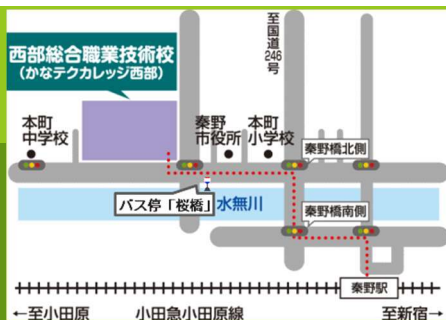 西部総合職業技術校
(かなテクカレッジ西部)
至国道
246
号
本町
中学校
秦野
市役所
本町
小学校
秦野橋北側
バス停「桜橋」
水無川
秦野橋南側
秦野駅
←至小田原
小田急小田原線
至新宿→